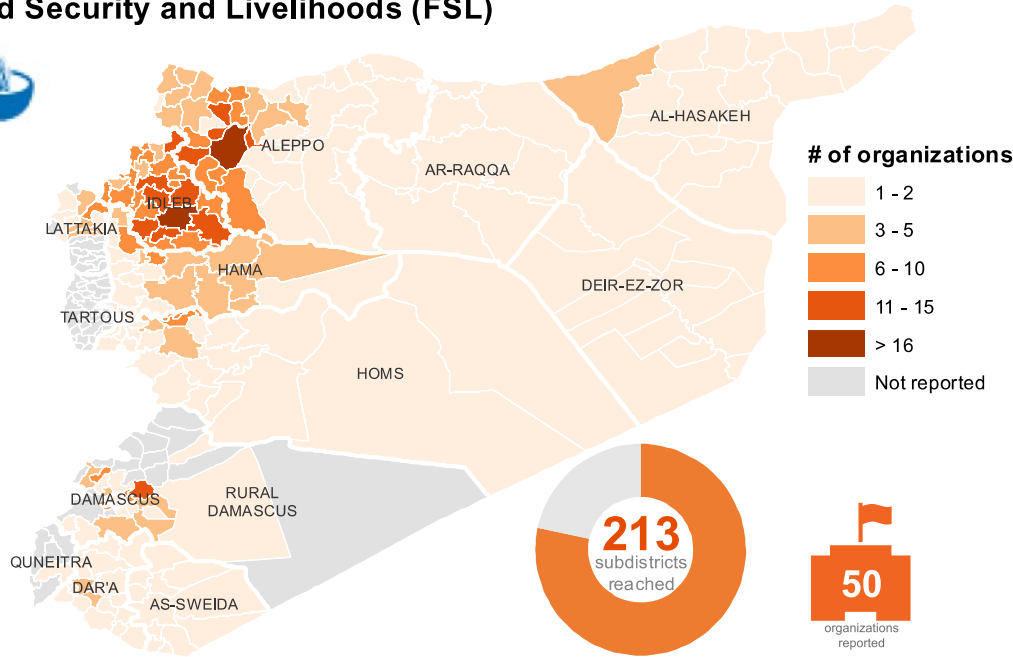 d Security and Livelihoods (FSL)
AL-HASAKEH
ALEPPO
AR-RAQQA
# of organizations
1 - 2
3 - 5
6 - 10
11 - 15
> 16
Not reported
IDLEB
LATTAKIA
HAMA
DEIR-EZ-ZOR
TARTOUS
HOMS
DAMASCUS
RURAL
DAMASCUS
QUNEITRA
DAR'A
AS-SWEIDA
213
subdistricts
reached
50
organizations
reported